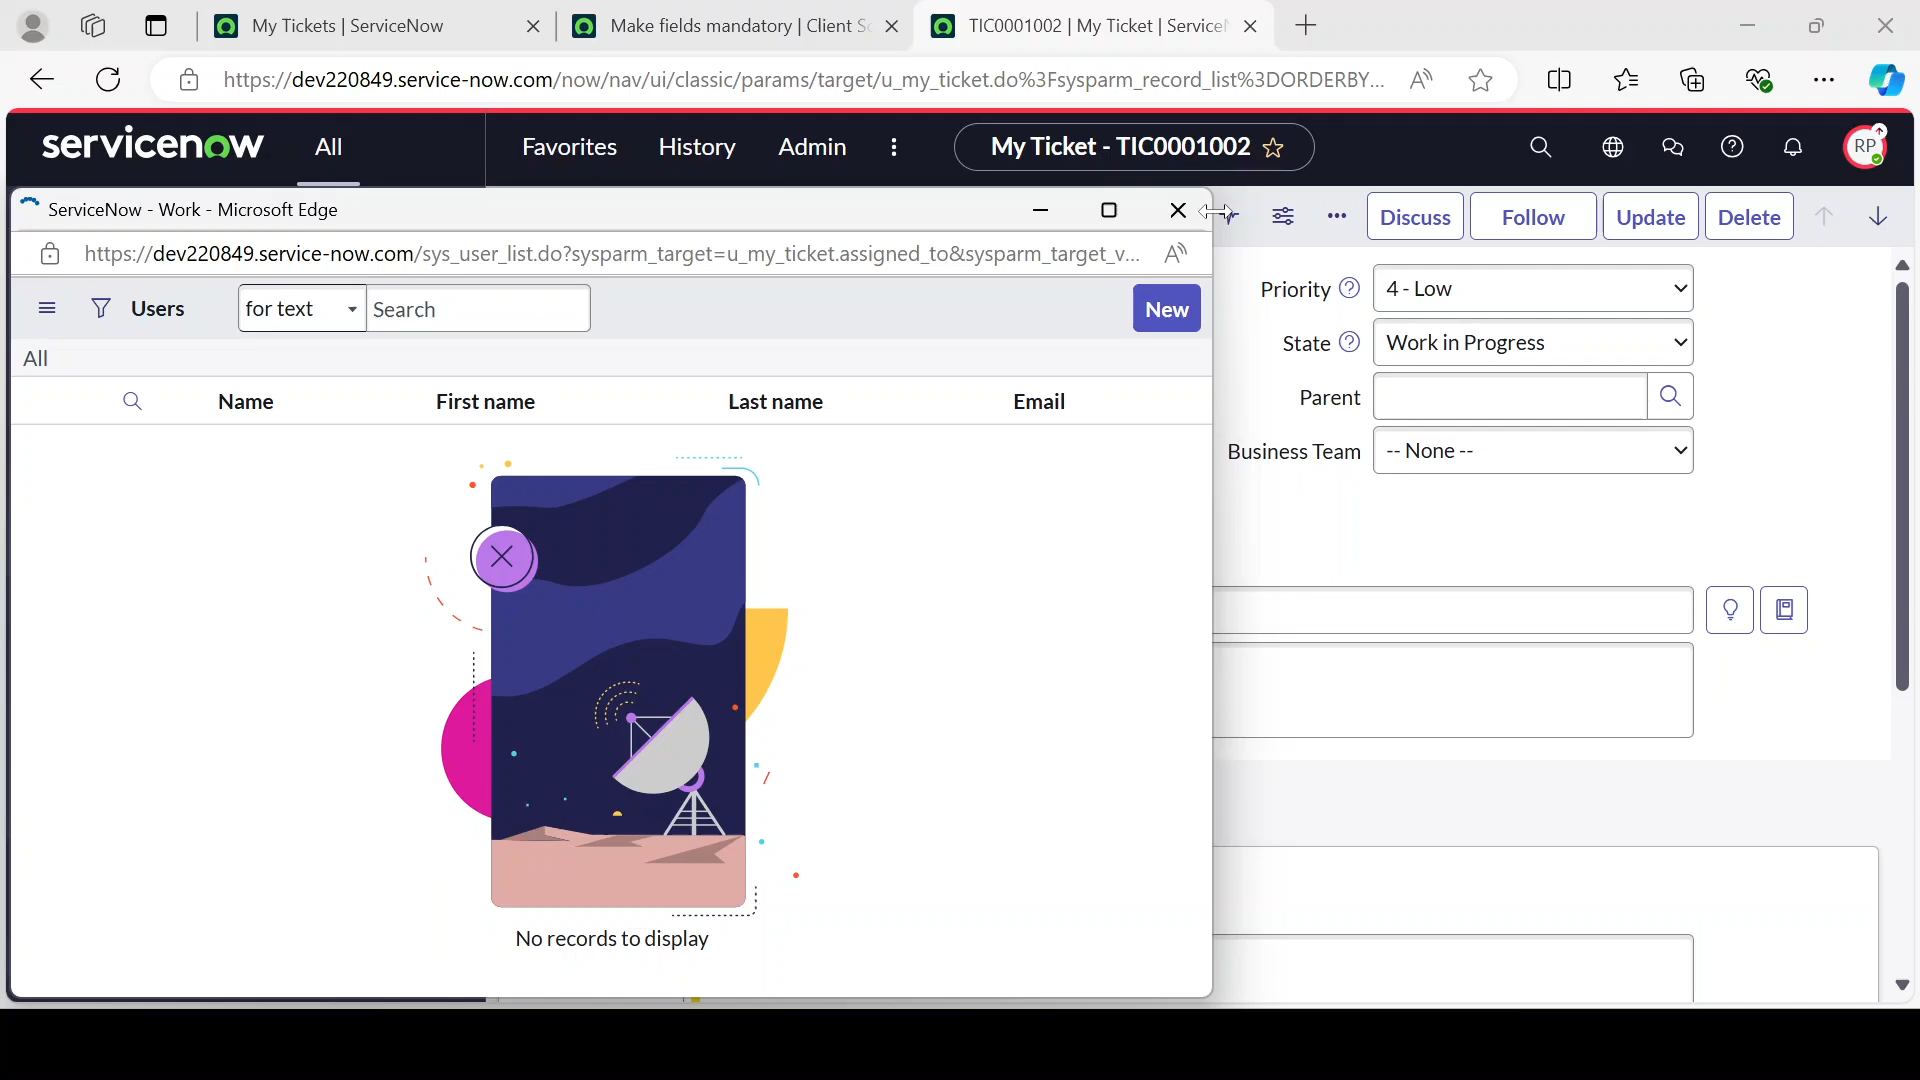 My Tickets | ServiceNow
Make fields mandatory | Client Sc
TIC0001002 | My Ticket | ServiceN
https://dev220849.service-now.com/now/nav/ui/classic/params/target/u_my_ticket.do%3Fsysparm_record_list%3DORDERBY...
servicenow
All
Favorites
History
Admin
My Ticket - TIC0001002
RP
ServiceNow - Work - Microsoft Edge
Discuss
Follow
Update
Delete
https://dev220849.service-now.com/sys_user_list.do?sysparm_target=u_my_ticket.assigned_to&sysparm_target_v...
Users
for text
Search
New
All
Name
First name
Last name
Email
No records to display
Priority
4 - Low
State
Work in Progress
Parent
Business Team
-- None --